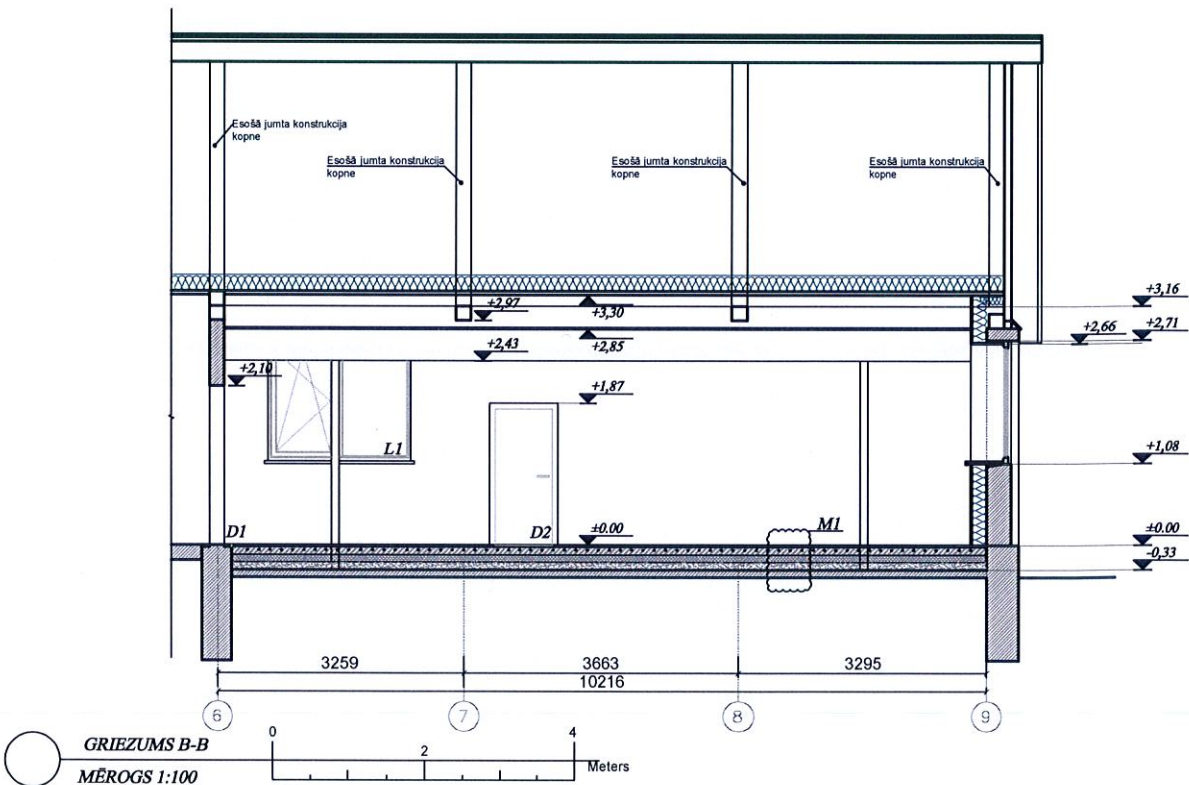 Esošā jumta konstrukcija
kopne
Esošā jumta konstrukcija
kopne
Esošā jumta konstrukcija
kopne
Esošā jumta konstrukcija
kopne
+2,97
+3,30
+3,16
+2,66
+2,71
+2,43
+2,85
+2,10
+1,87
L1
+1,08
D1
D2
±0.00
M1
±0.00
-0,33
3259
3663
3295
10216
6
7
8
9
GRIEZUMS B-B
MĒROGS 1:100
0
2
4
Meters